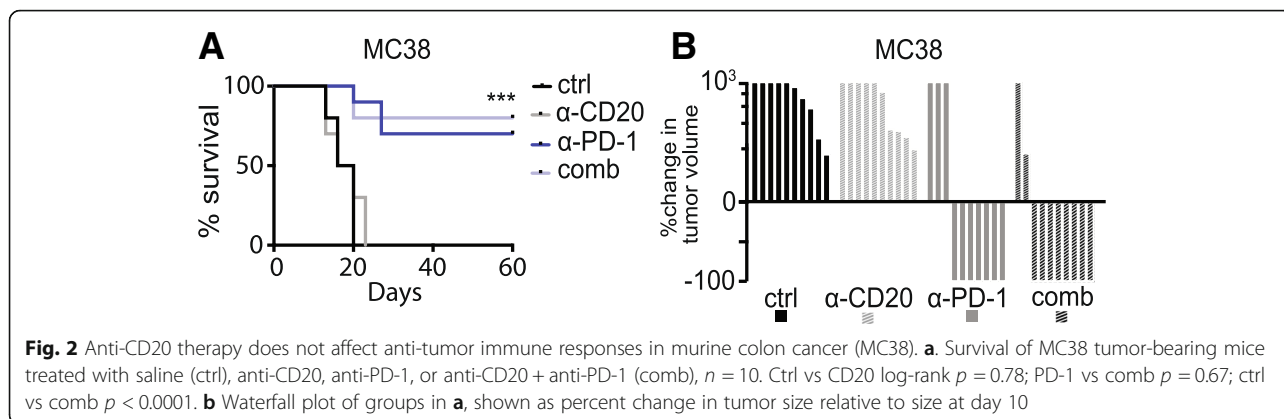 A
MC38
100
50
0
% survival
0 20 40 60
Days
***
ctrl
α-CD20
α-PD-1
comb
B
MC38
10³
0
-100
%change in
tumor volume
ctrl α-CD20 α-PD-1 comb
Fig. 2 Anti-CD20 therapy does not affect anti-tumor immune responses in murine colon cancer (MC38). a. Survival of MC38 tumor-bearing mice
treated with saline (ctrl), anti-CD20, anti-PD-1, or anti-CD20 + anti-PD-1 (comb), n = 10. Ctrl vs CD20 log-rank p = 0.78; PD-1 vs comb p = 0.67; ctrl
vs comb p < 0.0001. b Waterfall plot of groups in a, shown as percent change in tumor size relative to size at day 10